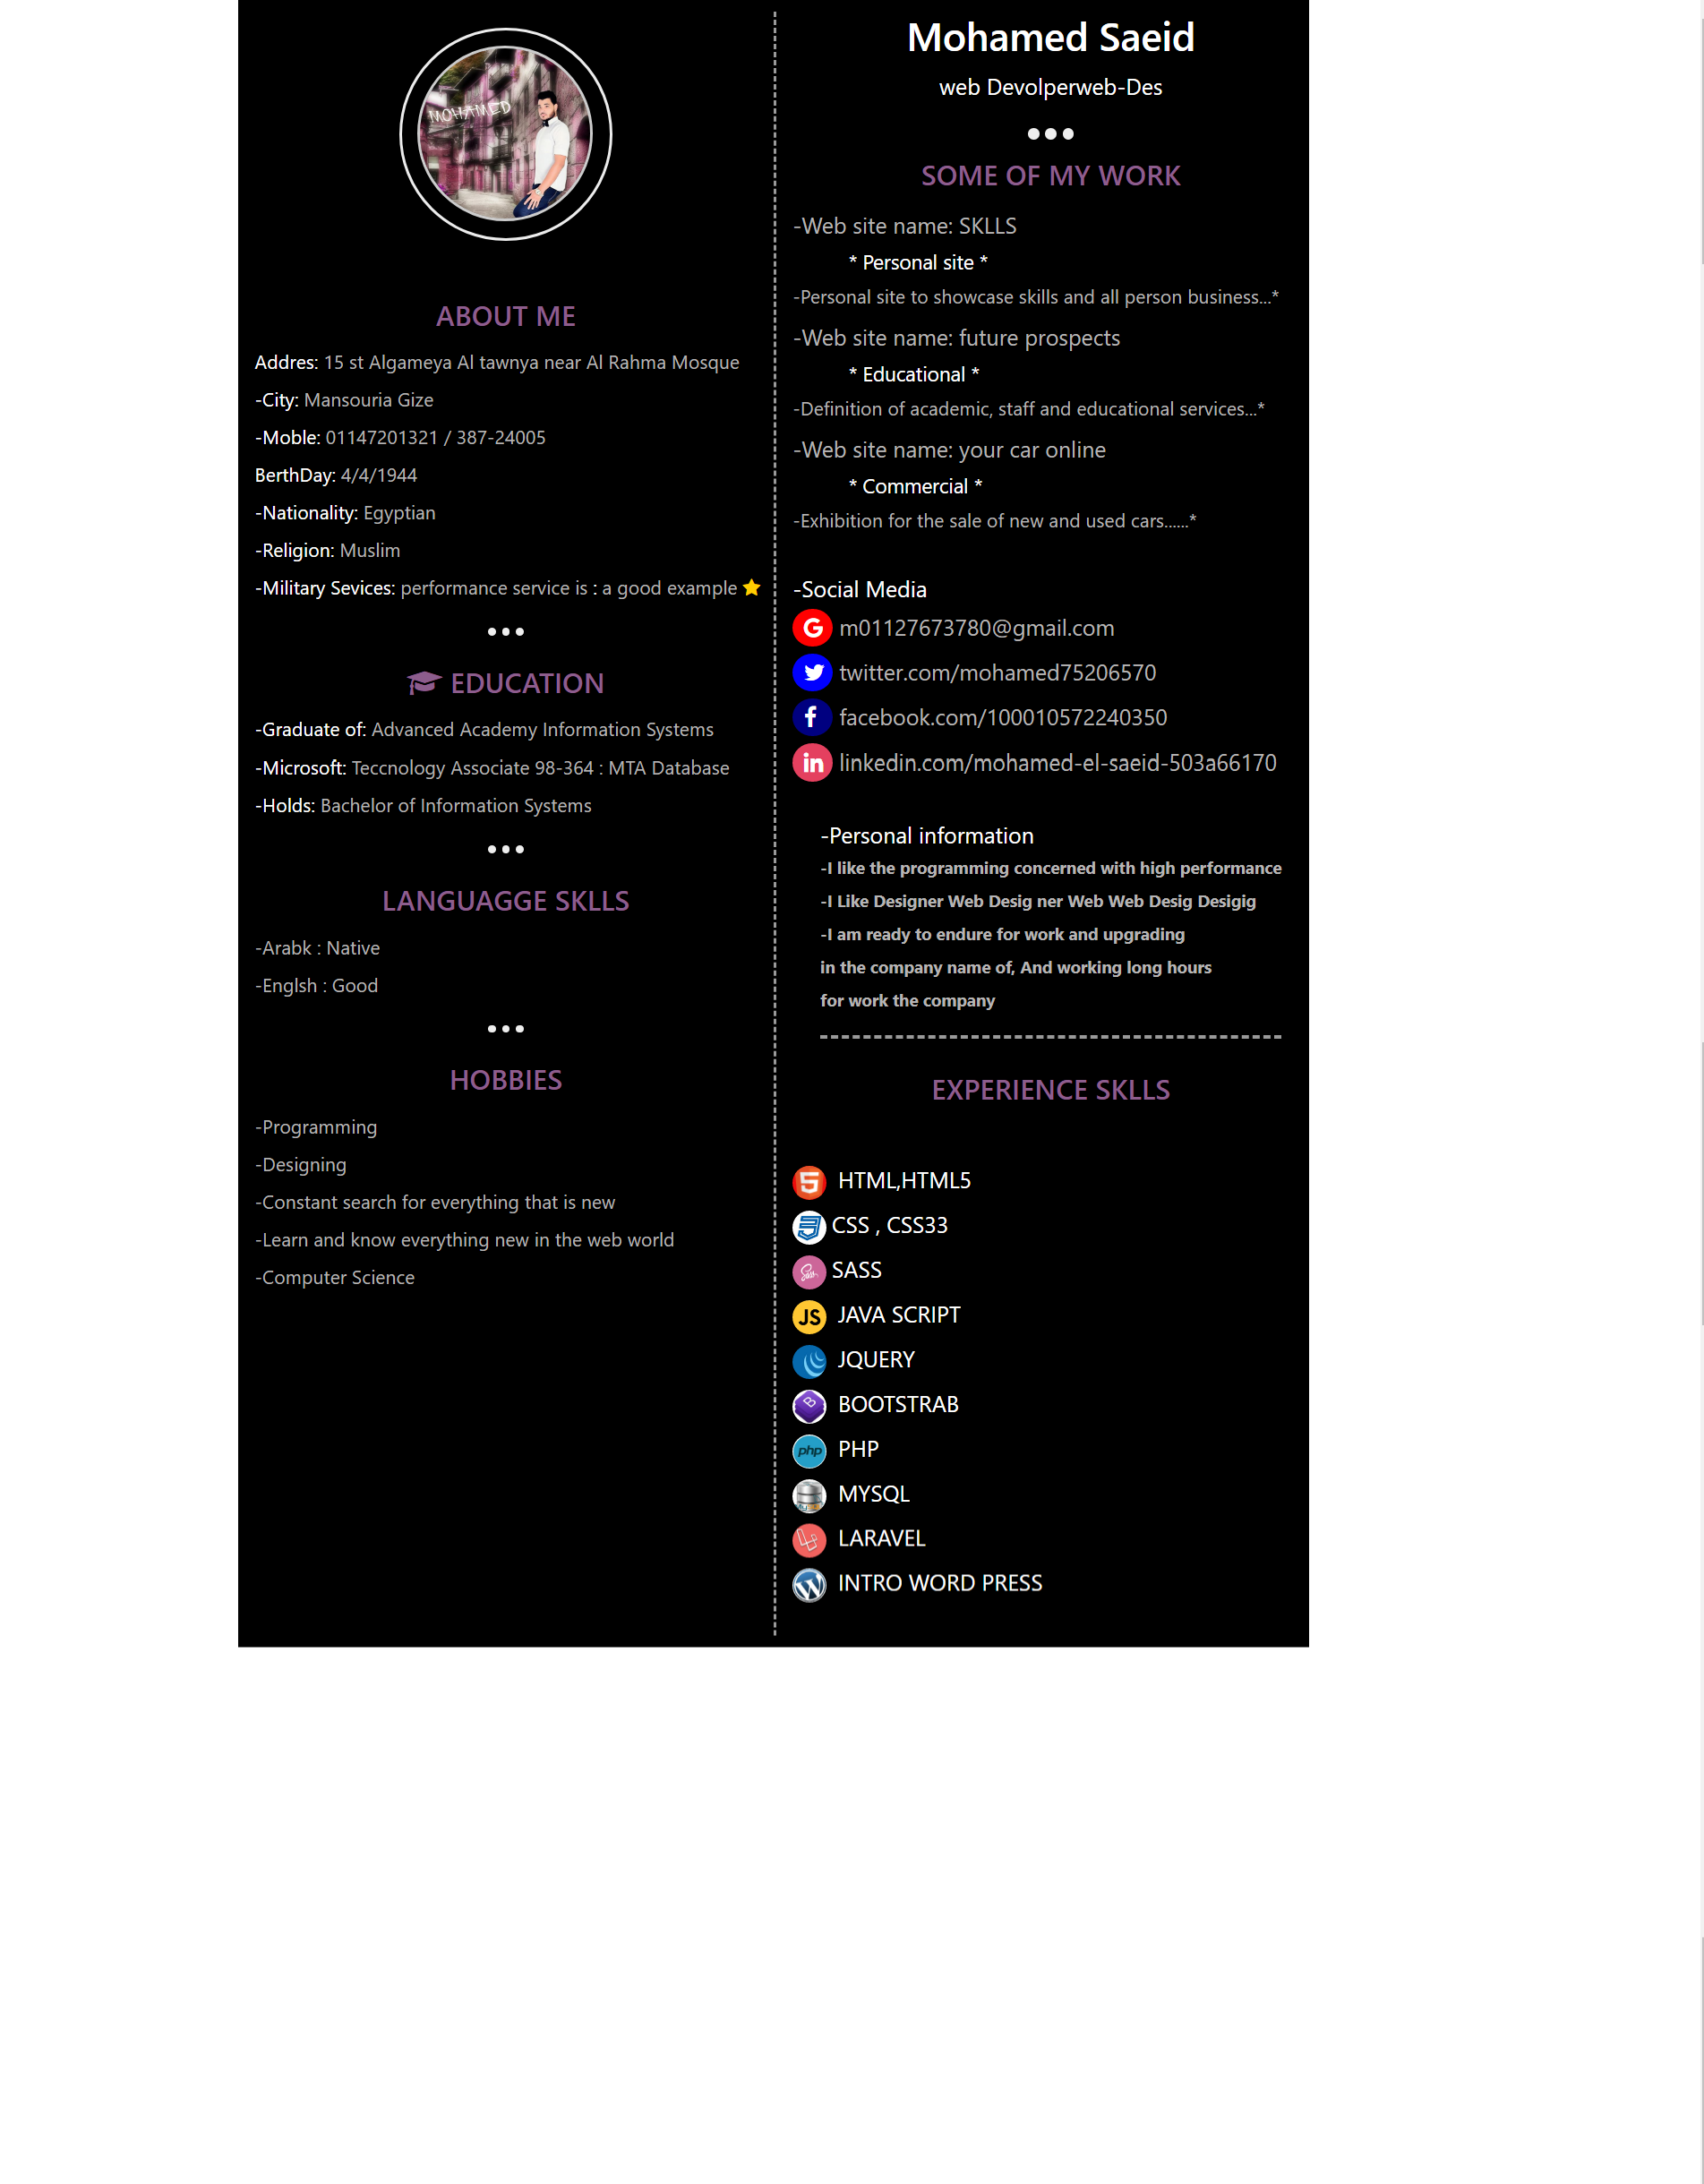 MOHAMED
ABOUT ME
Addres: 15 st Algameya Al tawnya near Al Rahma Mosque
-City: Mansouria Gize
-Moble: 01147201321 / 387-24005
BerthDay: 4/4/1944
-Nationality: Egyptian
-Religion: Muslim
-Military Sevices: performance service is : a good example
EDUCATION
-Graduate of: Advanced Academy Information Systems
-Microsoft: Teccnology Associate 98-364 : MTA Database
-Holds: Bachelor of Information Systems
LANGUAGGE SKLLS
-Arabk : Native
-Englsh : Good
HOBBIES
-Programming
-Designing
-Constant search for everything that is new
-Learn and know everything new in the web world
-Computer Science
Mohamed Saeid
web Devolperweb-Des
SOME OF MY WORK
-Web site name: SKLLS
* Personal site *
-Personal site to showcase skills and all person business...*
-Web site name: future prospects
* Educational *
-Definition of academic, staff and educational services...*
-Web site name: your car online
* Commercial *
-Exhibition for the sale of new and used cars......*
-Social Media
G m01127673780@gmail.com
twitter.com/mohamed75206570
f facebook.com/100010572240350
in linkedin.com/mohamed-el-saeid-503a66170
-Personal information
-I like the programming concerned with high performance
-I Like Designer Web Desig ner Web Web Desig Desigig
-I am ready to endure for work and upgrading
in the company name of, And working long hours
for work the company
EXPERIENCE SKLLS
5 HTML,HTML5
3 CSS , CSS33
Sass SASS
JS JAVA SCRIPT
JQUERY
B BOOTSTRAB
php PHP
MYSQL
LARAVEL
W INTRO WORD PRESS